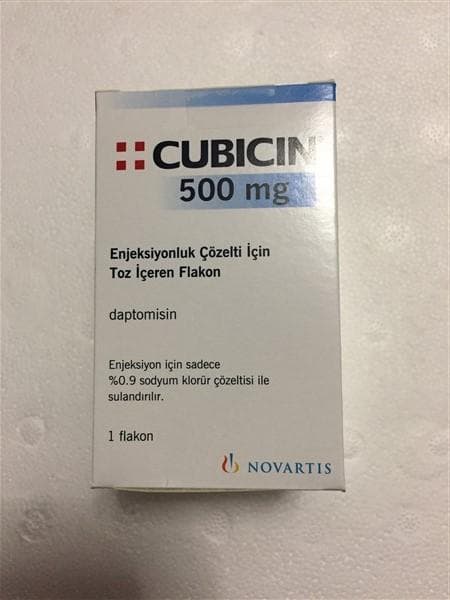 CUBICIN
500 mg
Enjeksiyonluk Çözelti İçin
Toz İçeren Flakon
daptomisin
Enjeksiyon için sadece
%0.9 sodyum klorür çözeltisi ile
sulandırılır.
1 flakon
NOVARTIS